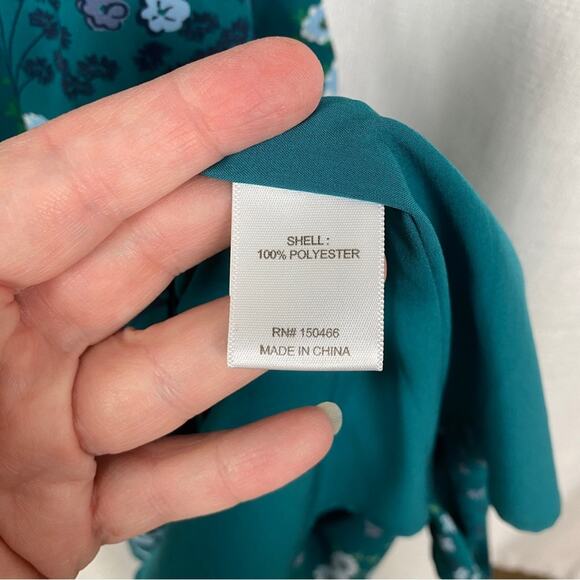 SHELL :
100% POLYESTER
RN# 150466
MADE IN CHINA